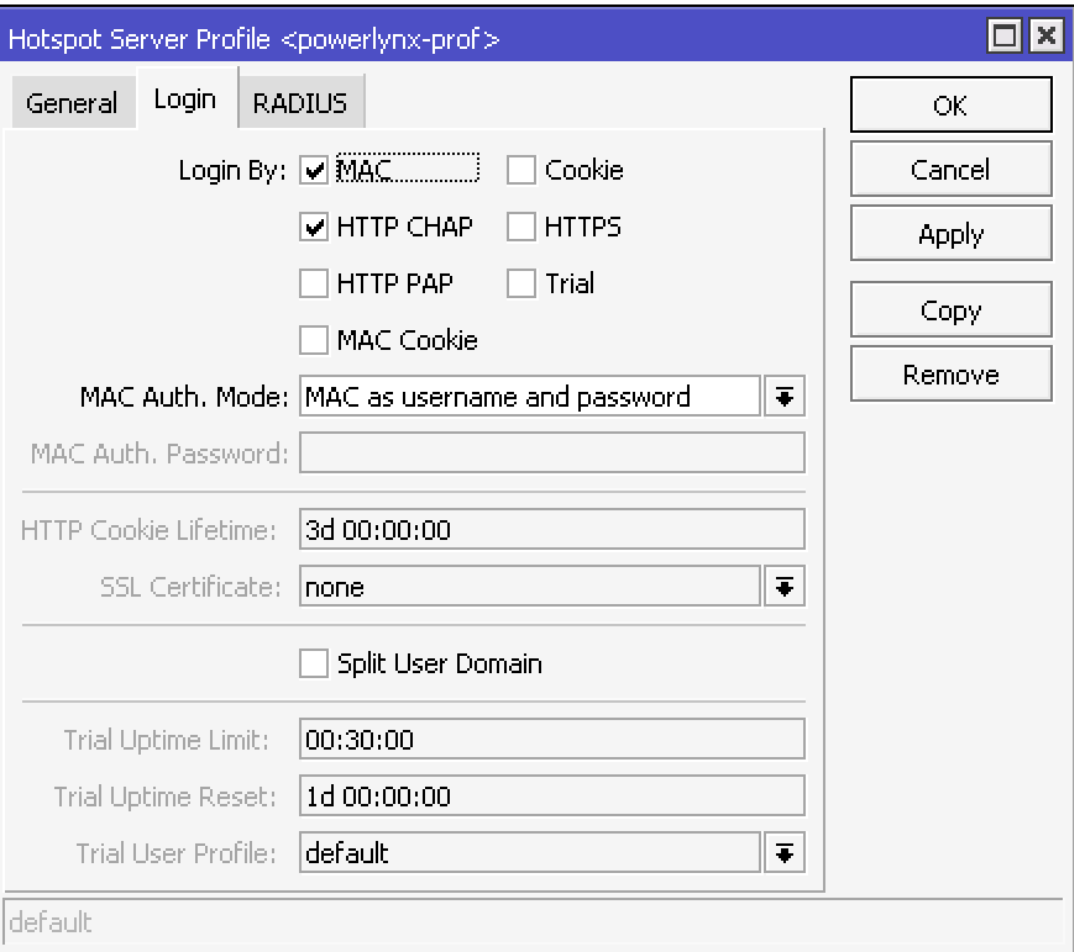 Hotspot Server Profile <powerlynx-prof>
General Login RADIUS
OK
Cancel
Apply
Copy
Remove
Login By: MAC Cookie
HTTP CHAP HTTPS
HTTP PAP Trial
MAC Cookie
MAC Auth. Mode: MAC as username and password
MAC Auth. Password:
HTTP Cookie Lifetime: 3d 00:00:00
SSL Certificate: none
Split User Domain
Trial Uptime Limit: 00:30:00
Trial Uptime Reset: 1d 00:00:00
Trial User Profile: default
default